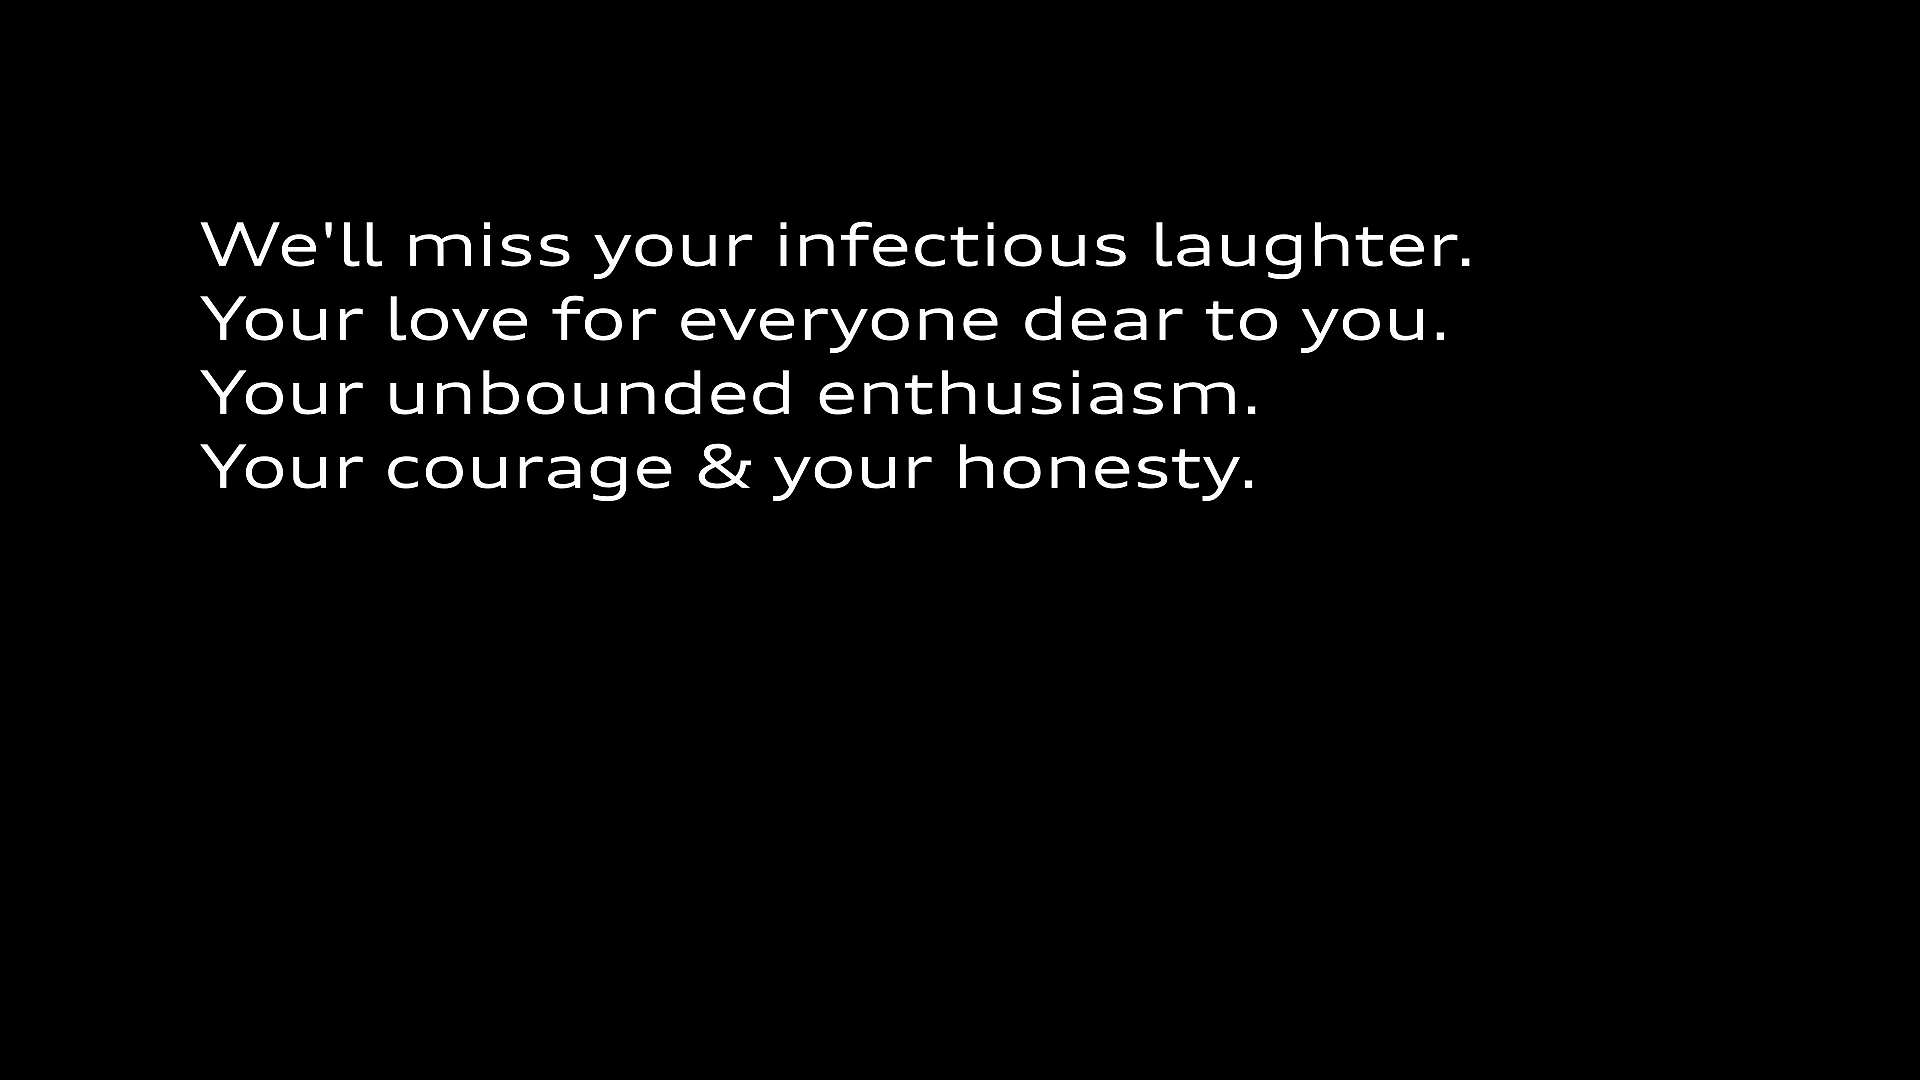 We'll miss your infectious laughter.
Your love for everyone dear to you.
Your unbounded enthusiasm.
Your courage & your honesty.